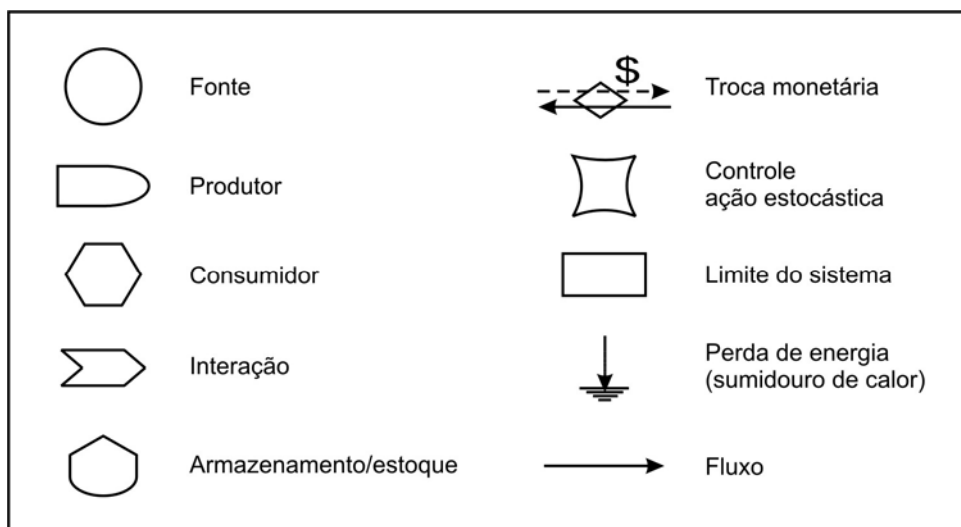 Fonte
Produtor
Consumidor
Interação
Armazenamento/estoque
$
Troca monetária
Controle
ação estocástica
Limite do sistema
Perda de energia
(sumidouro de calor)
Fluxo